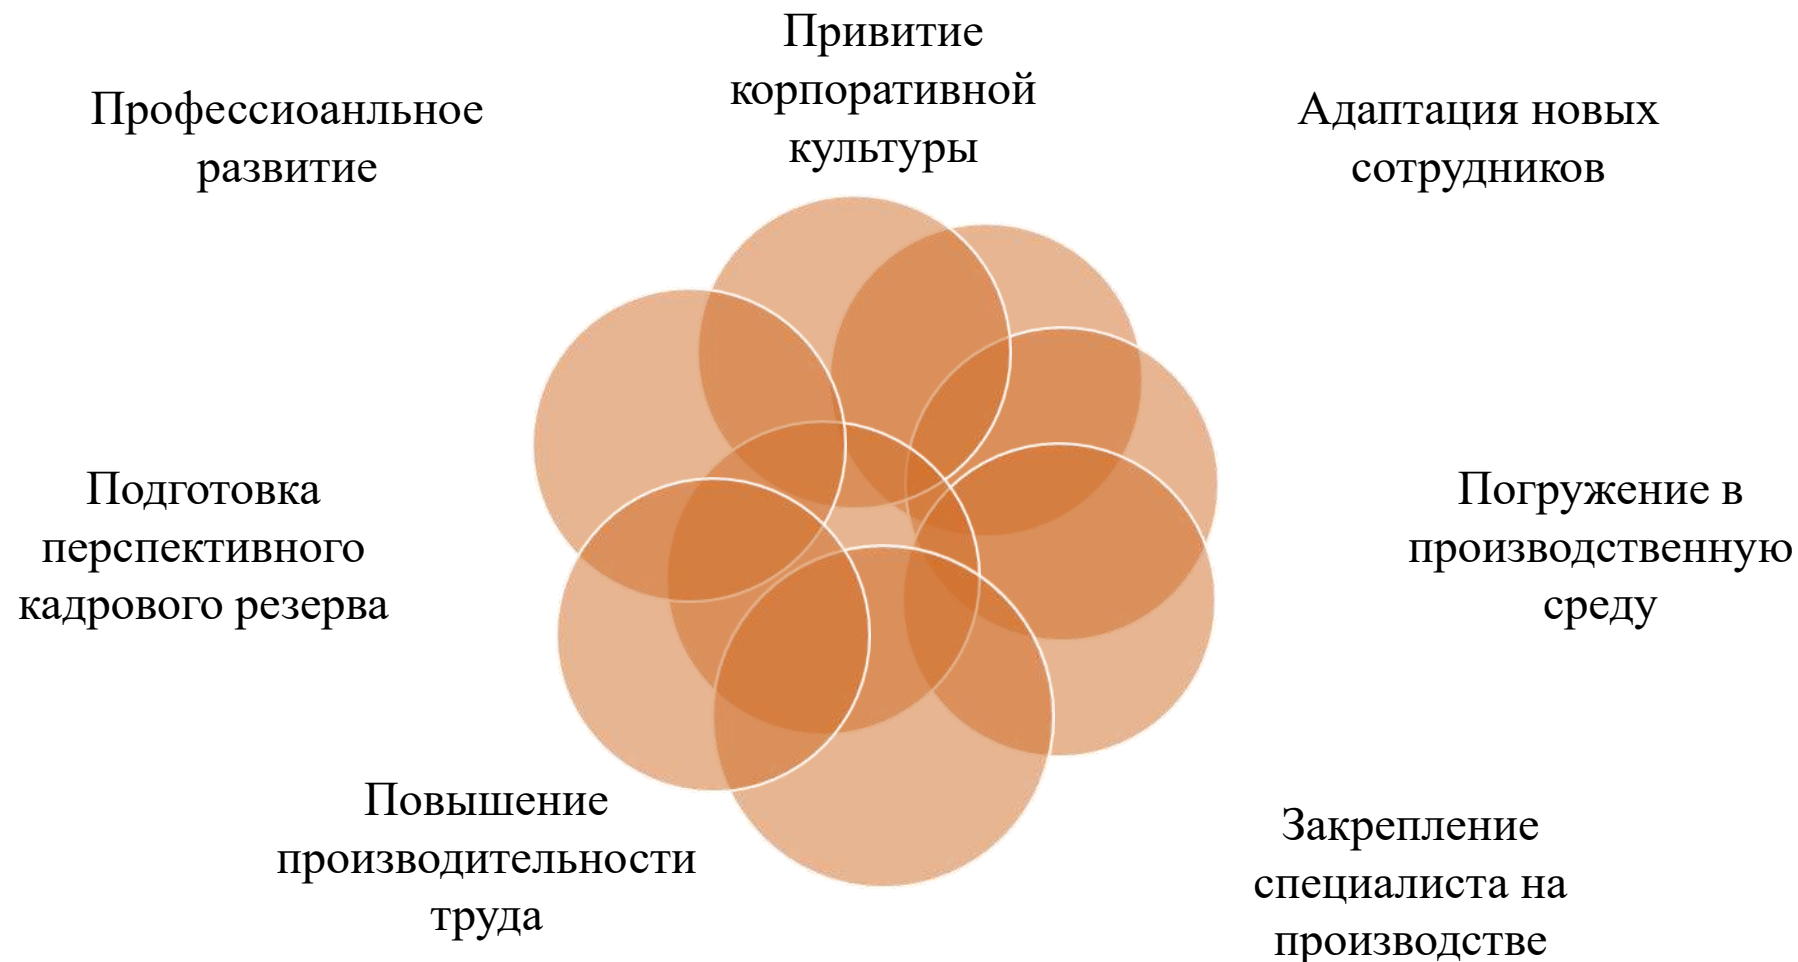 Привитие
корпоративной
культуры
Профессиоанльное
развитие
Адаптация новых
сотрудников
Подготовка
перспективного
кадрового резерва
Погружение в
производственную
среду
Повышение
производительности
труда
Закрепление
специалиста на
производстве